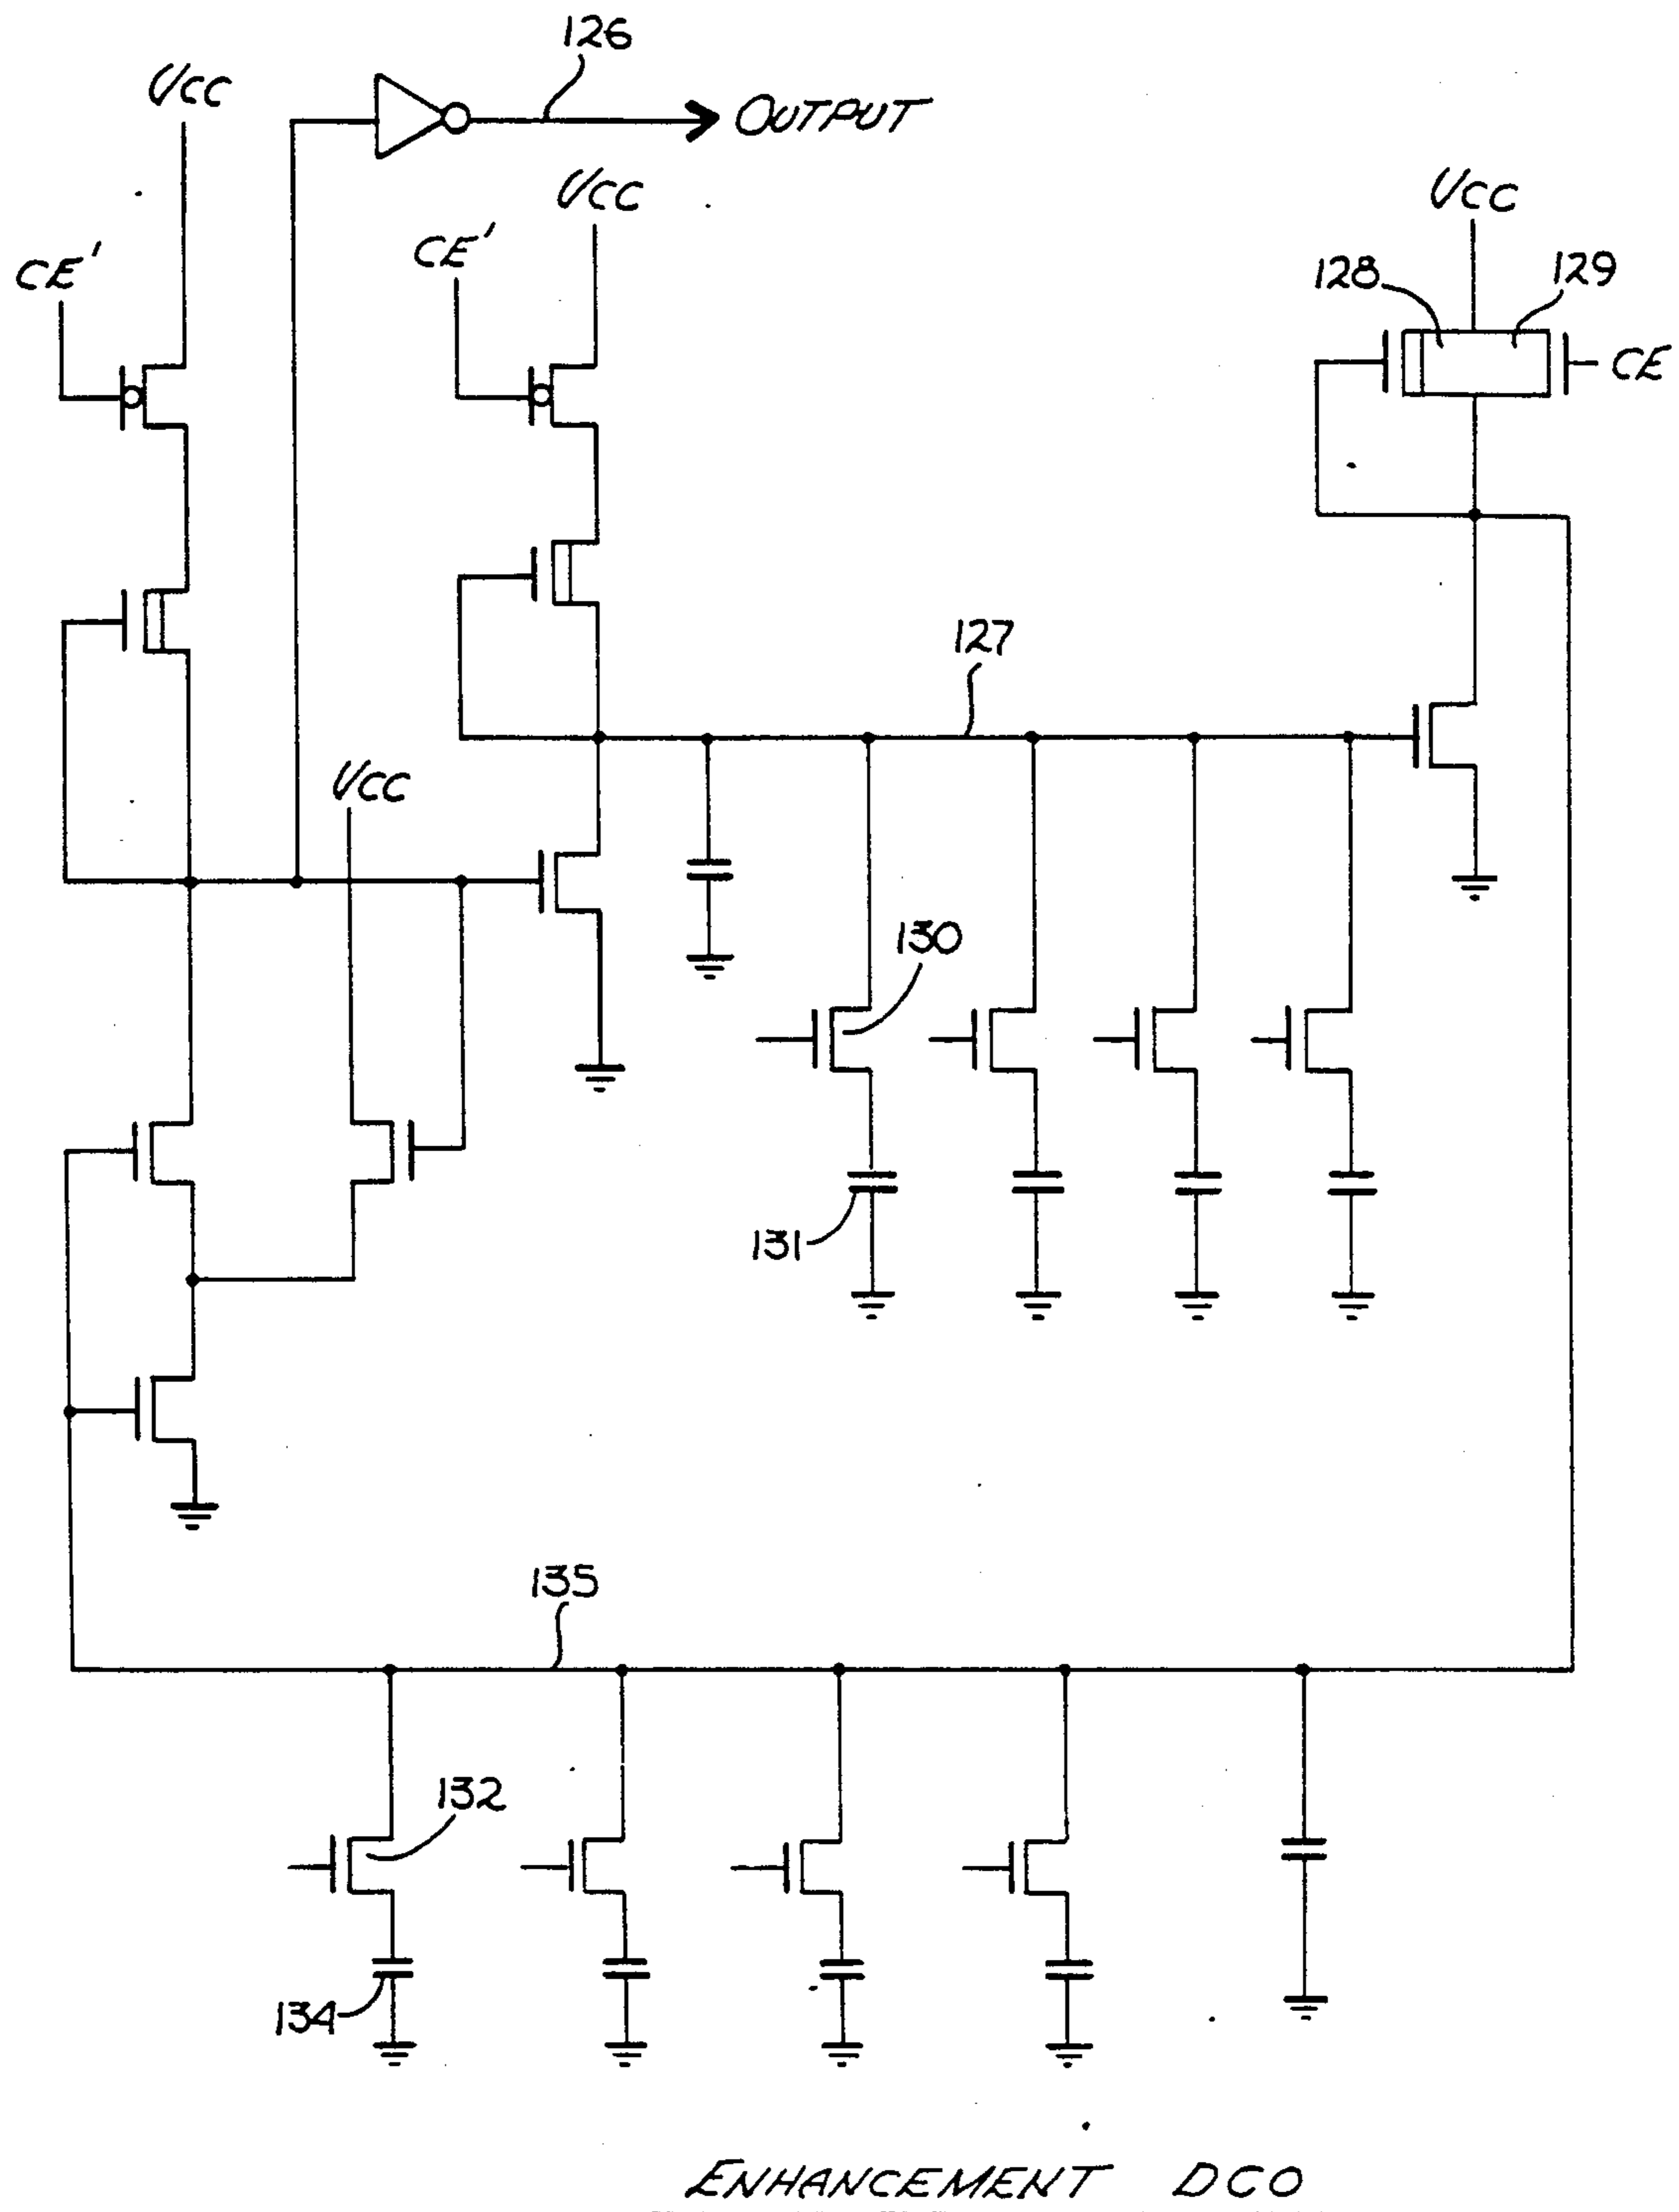 126
VCC
OUTPUT
VCC
VCC
CE'
CE'
128
129
CE
127
VCC
130
131
135
132
134
ENHANCEMENT DCO